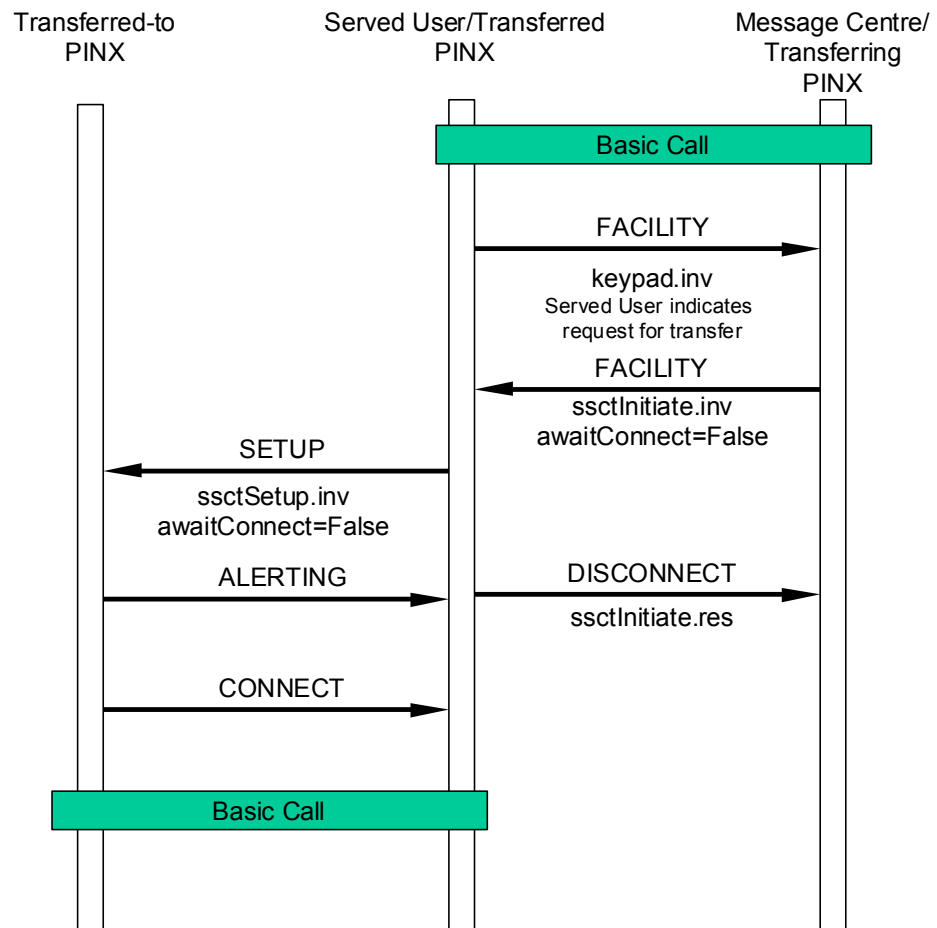 Transferred-to
PINX
Served User/Transferred
PINX
Message Centre/
Transferring
PINX
Basic Call
FACILITY
keypad.inv
Served User indicates
request for transfer
FACILITY
ssctInitiate.inv
awaitConnect=False
SETUP
ssctSetup.inv
awaitConnect=False
ALERTING
DISCONNECT
ssctInitiate.res
CONNECT
Basic Call